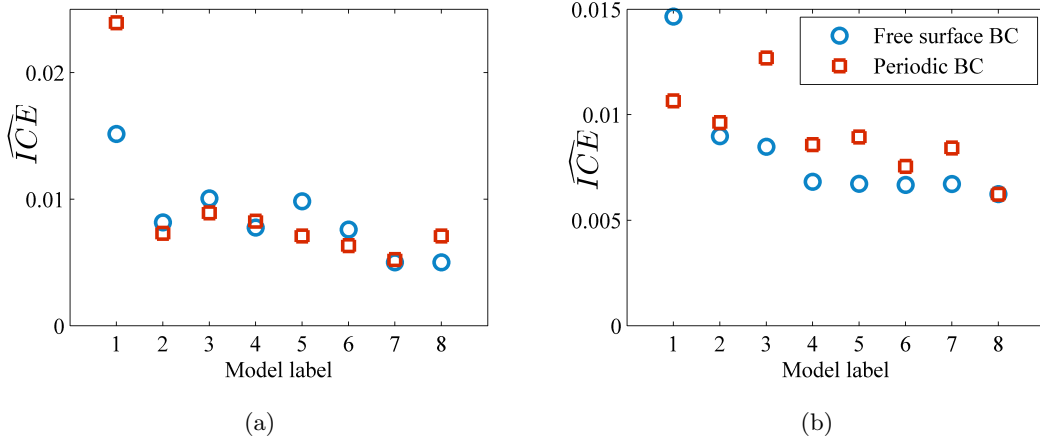 0.02
0.01
0
$\widehat{ICE}$
1 2 3 4 5 6 7 8
Model label
(a)
0.015
0.01
0.005
0
$\widehat{ICE}$
Free surface BC
Periodic BC
1 2 3 4 5 6 7 8
Model label
(b)